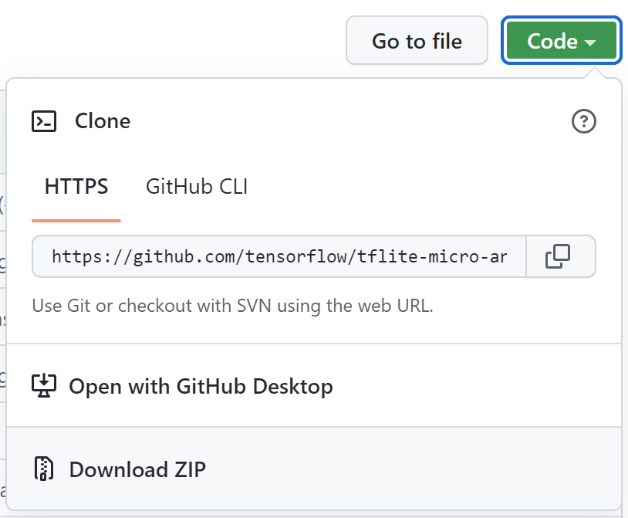 Go to file
Code
Clone
HTTPS GitHub CLI
https://github.com/tensorflow/tflite-micro-ar
Use Git or checkout with SVN using the web URL.
Open with GitHub Desktop
Download ZIP